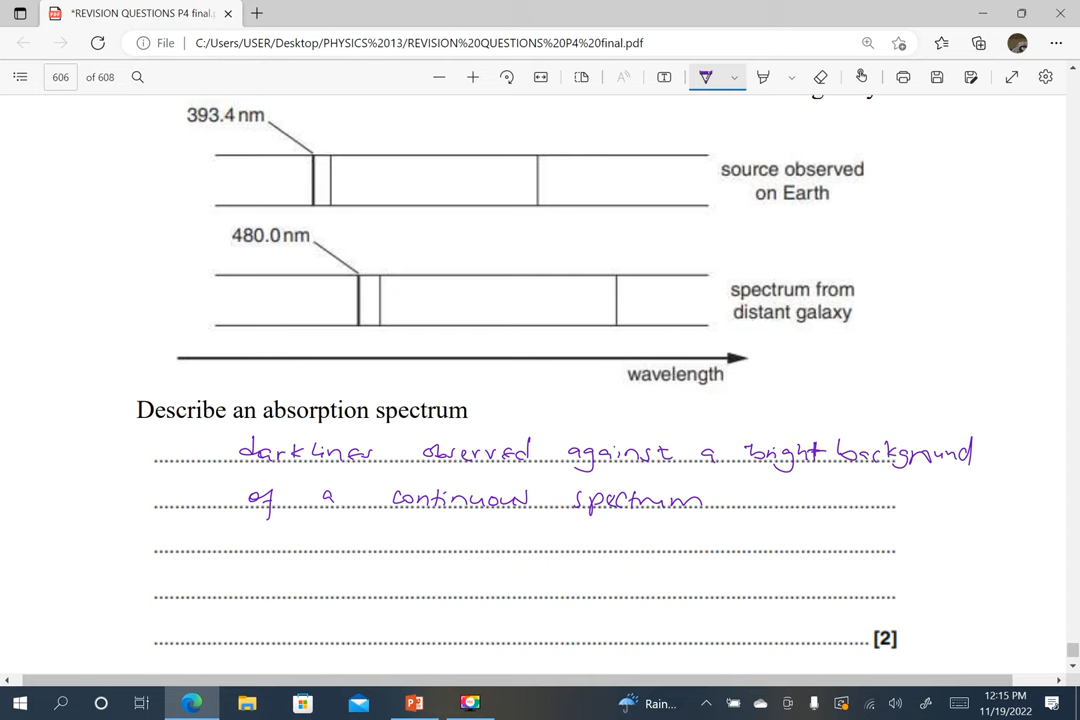 *REVISION QUESTIONS P4 final.
File C:/Users/USER/Desktop/PHYSICS%2013/REVISION%20QUESTIONS%20P4%20final.pdf
606 of 608
393.4 nm
source observed
on Earth
480.0 nm
spectrum from
distant galaxy
wavelength
Describe an absorption spectrum
dark lines observed against a bright background
of a continuous spectrum
[2]
Rain...
12:15 PM
11/19/2022